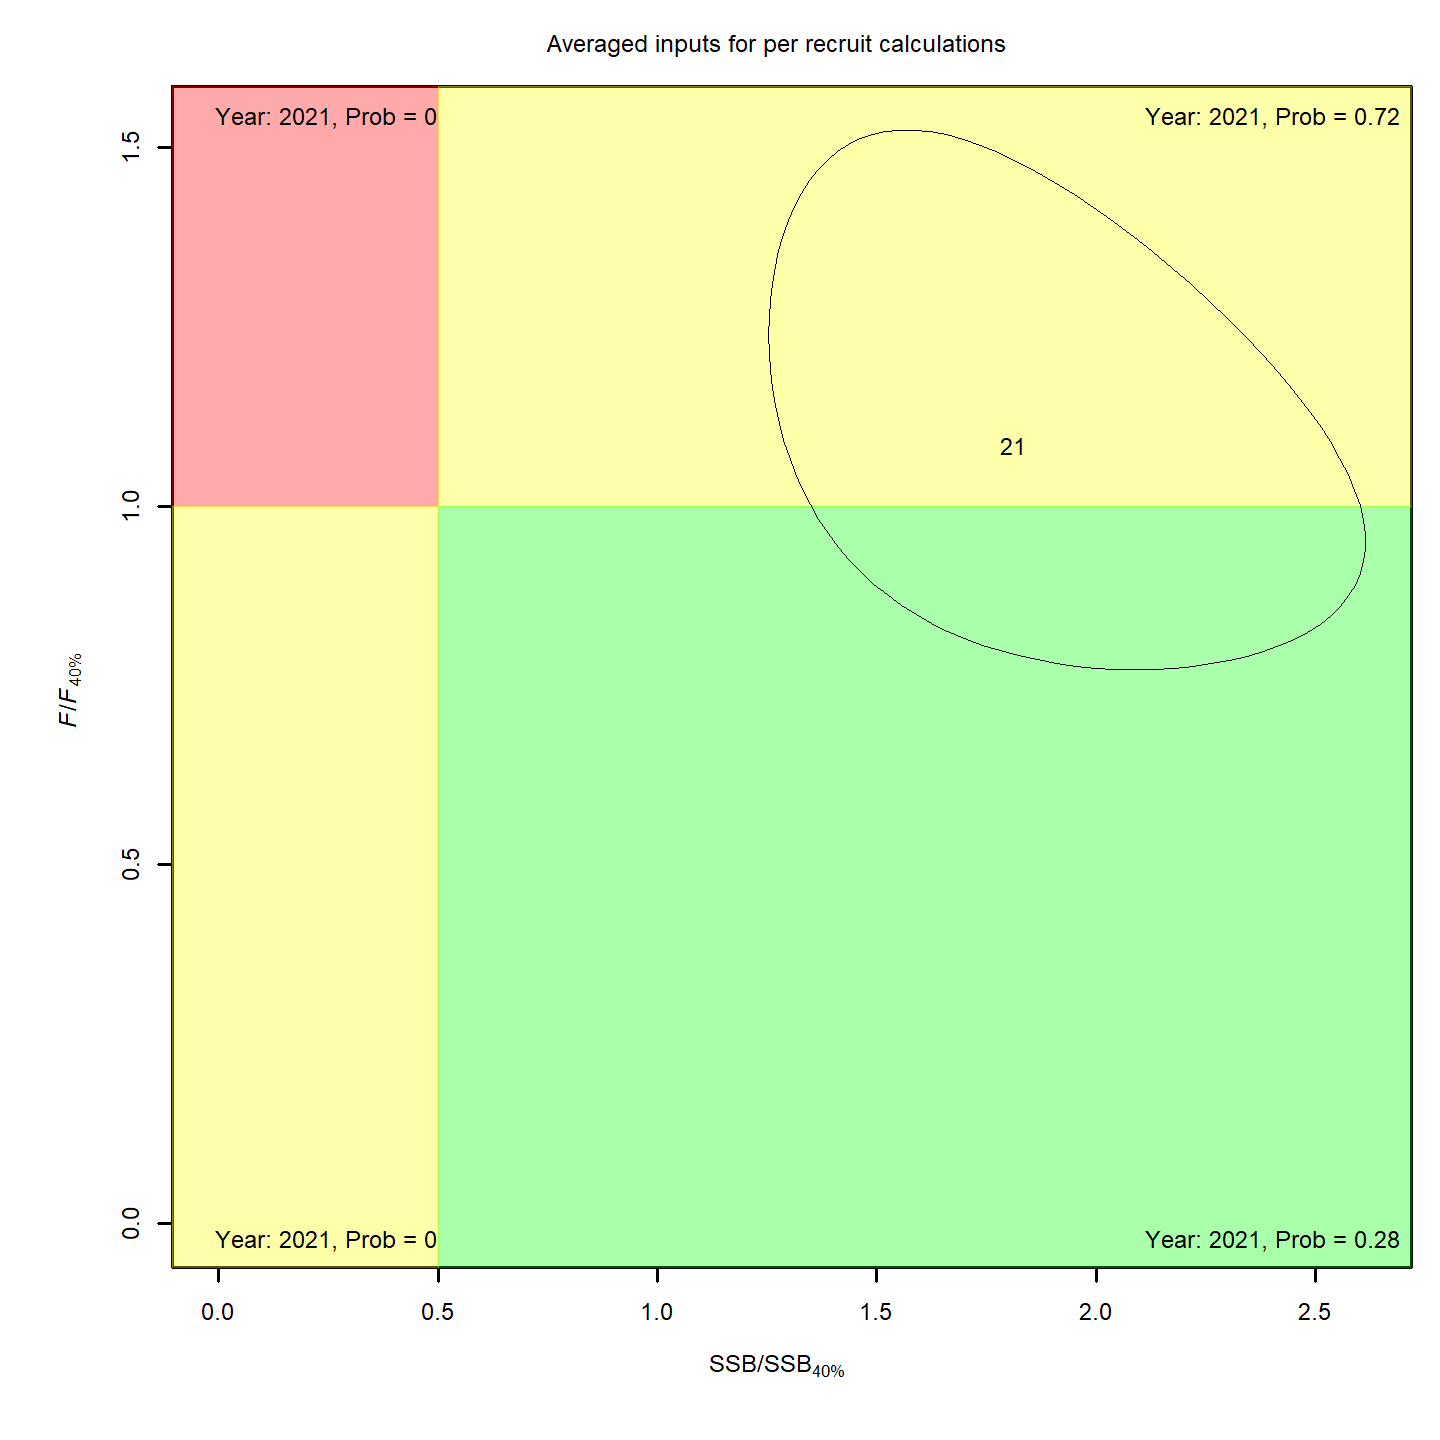 Averaged inputs for per recruit calculations
Year: 2021, Prob = 0
Year: 2021, Prob = 0.72
1.5
1.0
0.5
0.0
F/F40%
21
Year: 2021, Prob = 0
Year: 2021, Prob = 0.28
0.0
0.5
1.0
1.5
2.0
2.5
SSB/SSB40%